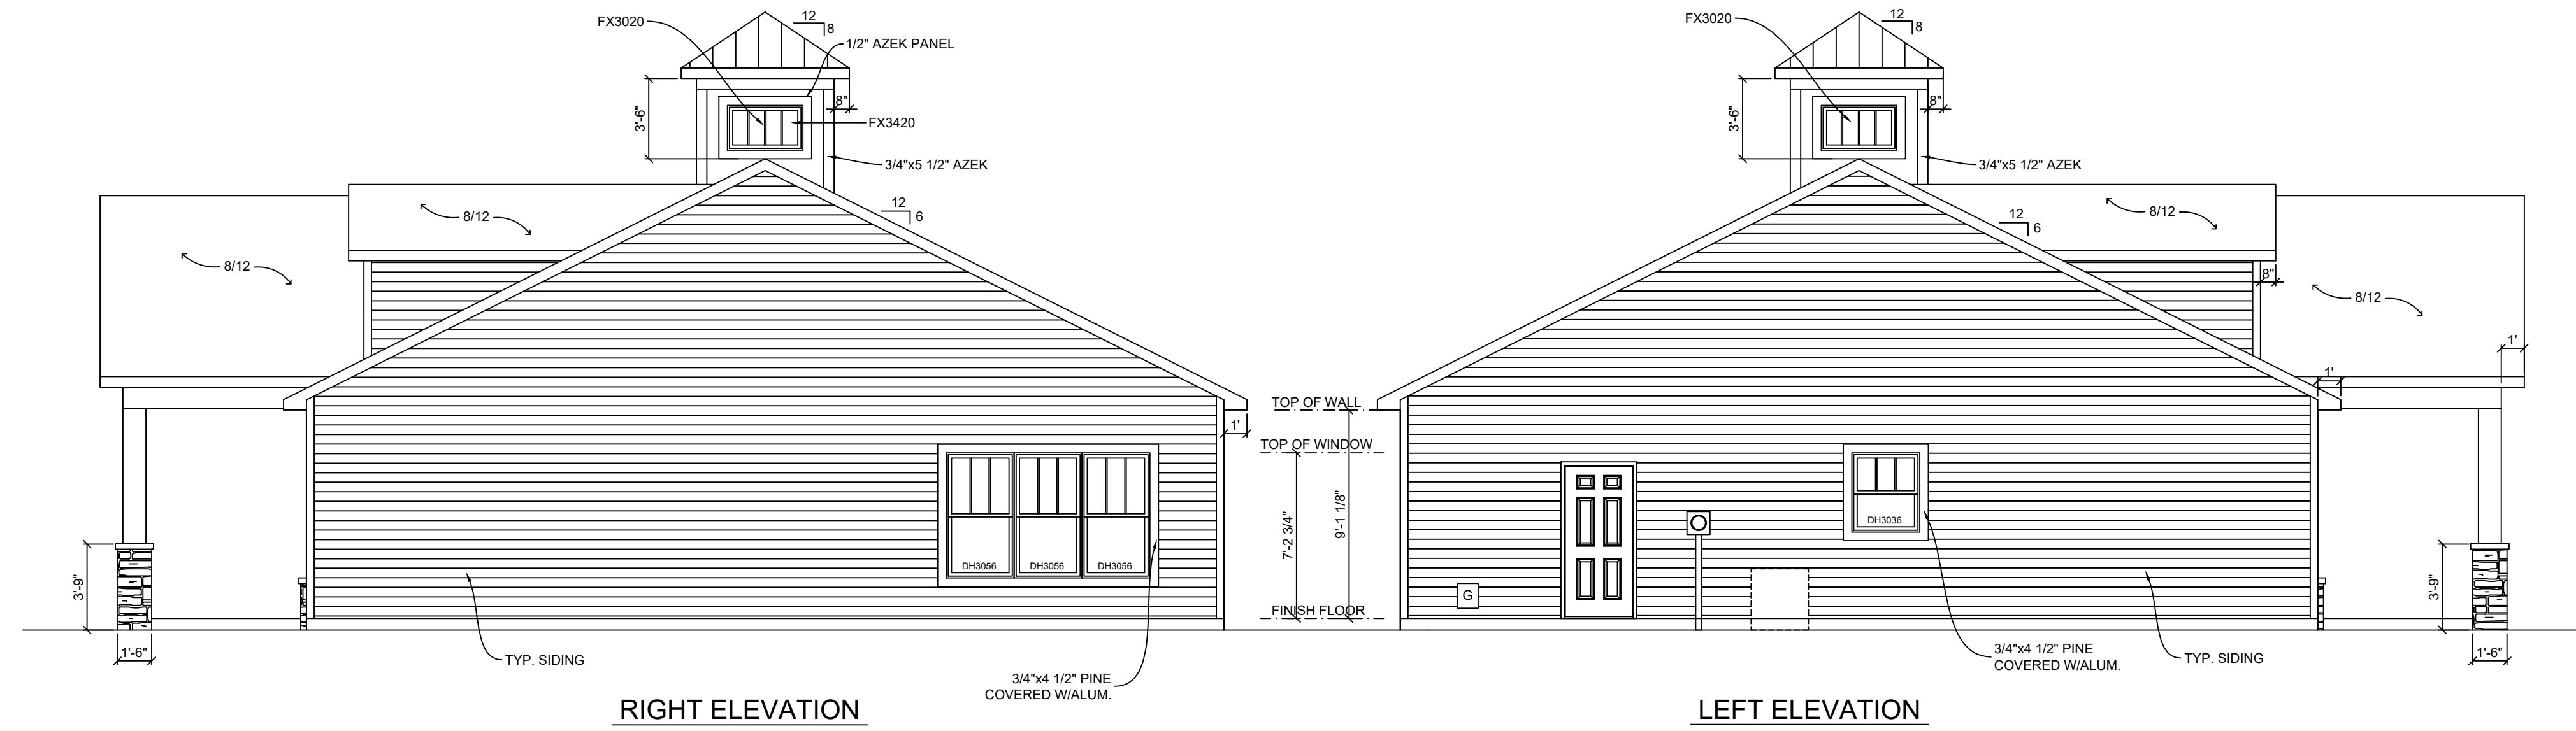 FX3020
12
8
1/2" AZEK PANEL
3'-6"
8"
FX3420
3/4"x5 1/2" AZEK
12
6
8/12
8/12
1'
3'-9"
DH3056
DH3056
DH3056
1'-6"
TYP. SIDING
3/4"x4 1/2" PINE
COVERED W/ALUM.
RIGHT ELEVATION
TOP OF WALL
TOP OF WINDOW
7'-2 3/4"
9'-1 1/8"
FINISH FLOOR
FX3020
12
8
3'-6"
8"
3/4"x5 1/2" AZEK
12
6
8/12
8"
8/12
1'
1'
DH3036
G
3'-9"
1'-6"
3/4"x4 1/2" PINE
COVERED W/ALUM.
TYP. SIDING
LEFT ELEVATION